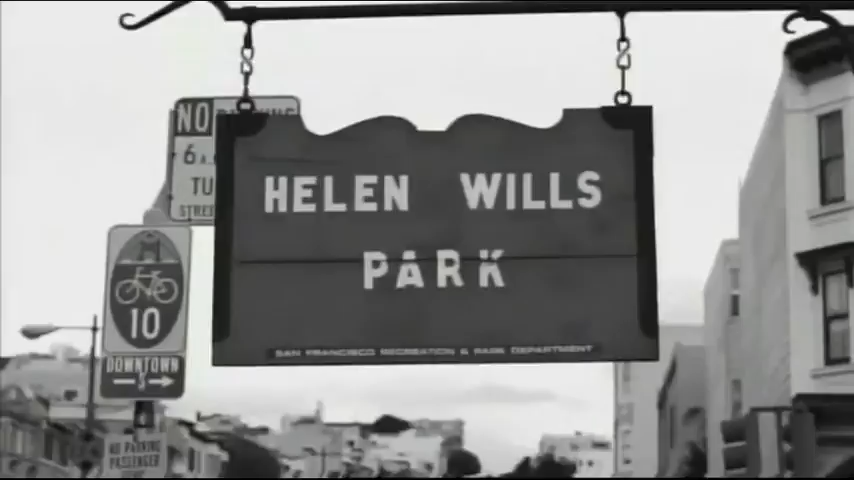 HELEN WILLS
PARK
SAN FRANCISCO RECREATION & PARK DEPARTMENT
NO
6 A.
TU
STREE
10
DOWNTOWN
S
NO PARKING
PASSENGER